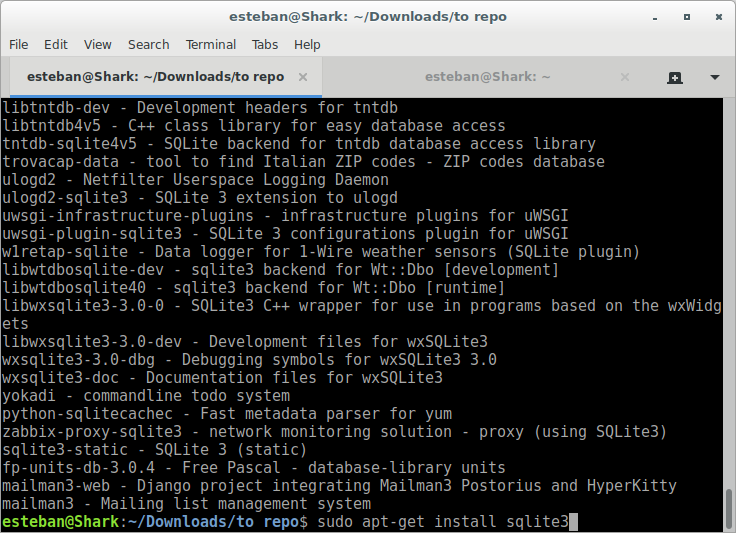 esteban@Shark: ~/Downloads/to repo
File Edit View Search Terminal Tabs Help
esteban@Shark: ~/Downloads/to repo × esteban@Shark: ~ ×
libtntdb-dev - Development headers for tntdb
libtntdb4v5 - C++ class library for easy database access
tntdb-sqlite4v5 - SQLite backend for tntdb database access library
trovacap-data - tool to find Italian ZIP codes - ZIP codes database
ulogd2 - Netfilter Userspace Logging Daemon
ulogd2-sqlite3 - SQLite 3 extension to ulogd
uwsgi-infrastructure-plugins - infrastructure plugins for uWSGI
uwsgi-plugin-sqlite3 - SQLite 3 configurations plugin for uWSGI
w1retap-sqlite - Data logger for 1-Wire weather sensors (SQLite plugin)
libwtdbosqlite-dev - sqlite3 backend for Wt::Dbo [development]
libwtdbosqlite40 - sqlite3 backend for Wt::Dbo [runtime]
libwxsqlite3-3.0-0 - SQLite3 C++ wrapper for use in programs based on the wxWidg
ets
libwxsqlite3-3.0-dev - Development files for wxSQLite3
wxsqlite3-3.0-dbg - Debugging symbols for wxSQLite3 3.0
wxsqlite3-doc - Documentation files for wxSQLite3
yokadi - commandline todo system
python-sqlitecachec - Fast metadata parser for yum
zabbix-proxy-sqlite3 - network monitoring solution - proxy (using SQLite3)
sqlite3-static - SQLite 3 (static)
fp-units-db-3.0.4 - Free Pascal - database-library units
mailman3-web - Django project integrating Mailman3 Postorius and HyperKitty
mailman3 - Mailing list management system
esteban@Shark:~/Downloads/to repo$ sudo apt-get install sqlite3